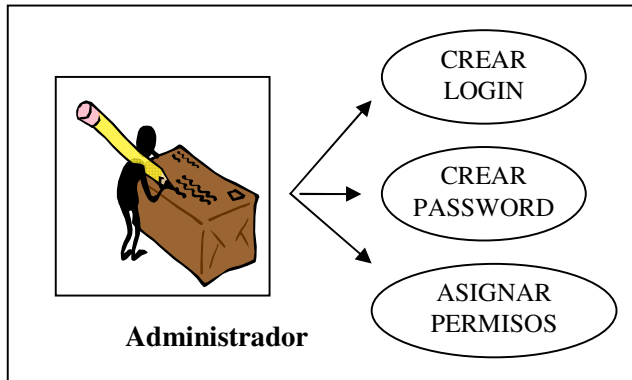 CREAR
LOGIN
CREAR
PASSWORD
ASIGNAR
PERMISOS
Administrador